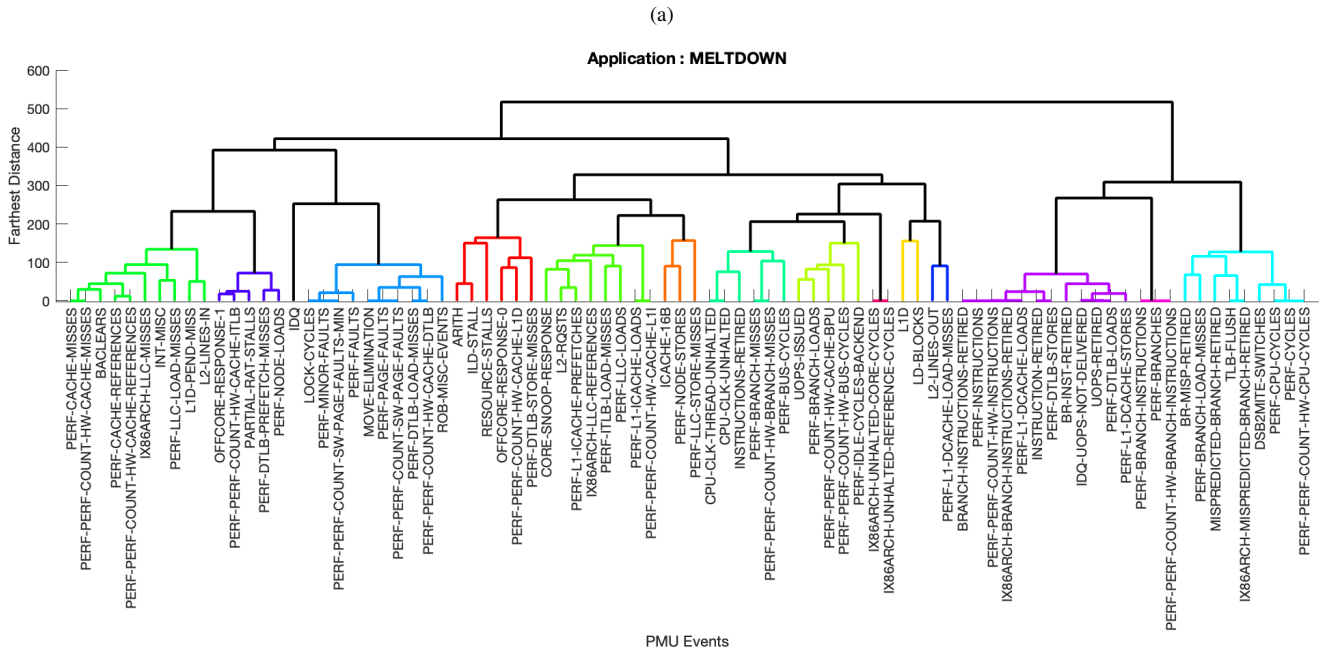 (a)
Application : MELTDOWN
600
500
400
300
200
100
0
Farthest Distance
PERF-CACHE-MISSES
PERF-PERF-COUNT-HW-CACHE-MISSES
BACLEARS
PERF-CACHE-REFERENCES
PERF-PERF-COUNT-HW-CACHE-REFERENCES
IX86ARCH-LLC-MISSES
INT-MISC
PERF-LLC-LOAD-MISSES
L1D-PEND-MISS
L2-LINES-IN
OFFCORE-RESPONSE-1
PERF-PERF-COUNT-HW-CACHE-ITLB
PARTIAL-RAT-STALLS
PERF-DTLB-PREFETCH-MISSES
PERF-NODE-LOADS
IDQ
LOCK-CYCLES
PERF-MINOR-FAULTS
PERF-PERF-COUNT-SW-PAGE-FAULTS-MIN
PERF-FAULTS
MOVE-ELIMINATION
PERF-PAGE-FAULTS
PERF-PERF-COUNT-SW-PAGE-FAULTS
PERF-DTLB-LOAD-MISSES
PERF-PERF-COUNT-HW-CACHE-DTLB
ROB-MISC-EVENTS
ARITH
ILD-STALL
RESOURCE-STALLS
OFFCORE-RESPONSE-0
PERF-PERF-COUNT-HW-CACHE-L1D
PERF-DTLB-STORE-MISSES
CORE-SNOOP-RESPONSE
L2-RQSTS
PERF-L1-ICACHE-PREFETCHES
IX86ARCH-LLC-REFERENCES
PERF-ITLB-LOAD-MISSES
PERF-LLC-LOADS
PERF-L1-ICACHE-LOADS
PERF-PERF-COUNT-HW-CACHE-L1I
ICACHE-16B
PERF-NODE-STORES
PERF-LLC-STORE-MISSES
CPU-CLK-THREAD-UNHALTED
CPU-CLK-UNHALTED
INSTRUCTIONS-RETIRED
PERF-BRANCH-MISSES
PERF-PERF-COUNT-HW-BRANCH-MISSES
PERF-BUS-CYCLES
UOPS-ISSUED
PERF-BRANCH-LOADS
PERF-PERF-COUNT-HW-CACHE-BPU
PERF-PERF-COUNT-HW-BUS-CYCLES
PERF-IDLE-CYCLES-BACKEND
IX86ARCH-UNHALTED-CORE-CYCLES
IX86ARCH-UNHALTED-REFERENCE-CYCLES
L1D
LD-BLOCKS
L2-LINES-OUT
PERF-L1-DCACHE-LOAD-MISSES
BRANCH-INSTRUCTIONS-RETIRED
PERF-INSTRUCTIONS
PERF-PERF-COUNT-HW-INSTRUCTIONS
IX86ARCH-BRANCH-INSTRUCTIONS-RETIRED
PERF-L1-DCACHE-LOADS
INSTRUCTION-RETIRED
PERF-DTLB-STORES
BR-INST-RETIRED
IDQ-UOPS-NOT-DELIVERED
UOPS-RETIRED
PERF-DTLB-LOADS
PERF-L1-DCACHE-STORES
PERF-BRANCH-INSTRUCTIONS
PERF-BRANCHES
PERF-PERF-COUNT-HW-BRANCH-INSTRUCTIONS
BR-MISP-RETIRED
PERF-BRANCH-LOAD-MISSES
MISPREDICTED-BRANCH-RETIRED
TLB-FLUSH
IX86ARCH-MISPREDICTED-BRANCH-RETIRED
DSB2MITE-SWITCHES
PERF-CPU-CYCLES
PERF-CYCLES
PERF-PERF-COUNT-HW-CPU-CYCLES
PMU Events